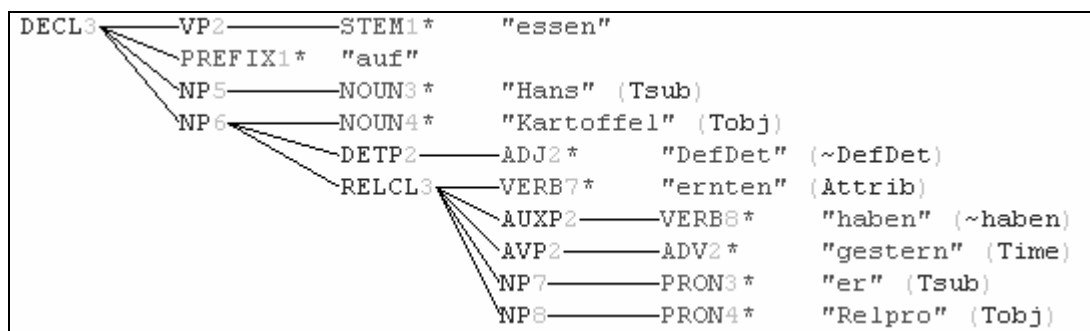 DECL3 VP2 STEM1* "essen"
PREFIX1* "auf"
NP5 NOUN3* "Hans" (Tsub)
NP6 NOUN4* "Kartoffel" (Tobj)
DETP2 ADJ2* "DefDet" (~DefDet)
RELCL3 VERB7* "ernten" (Attrib)
AUXP2 VERB8* "haben" (~haben)
AVP2 ADV2* "gestern" (Time)
NP7 PRON3* "er" (Tsub)
NP8 PRON4* "Relpro" (Tobj)